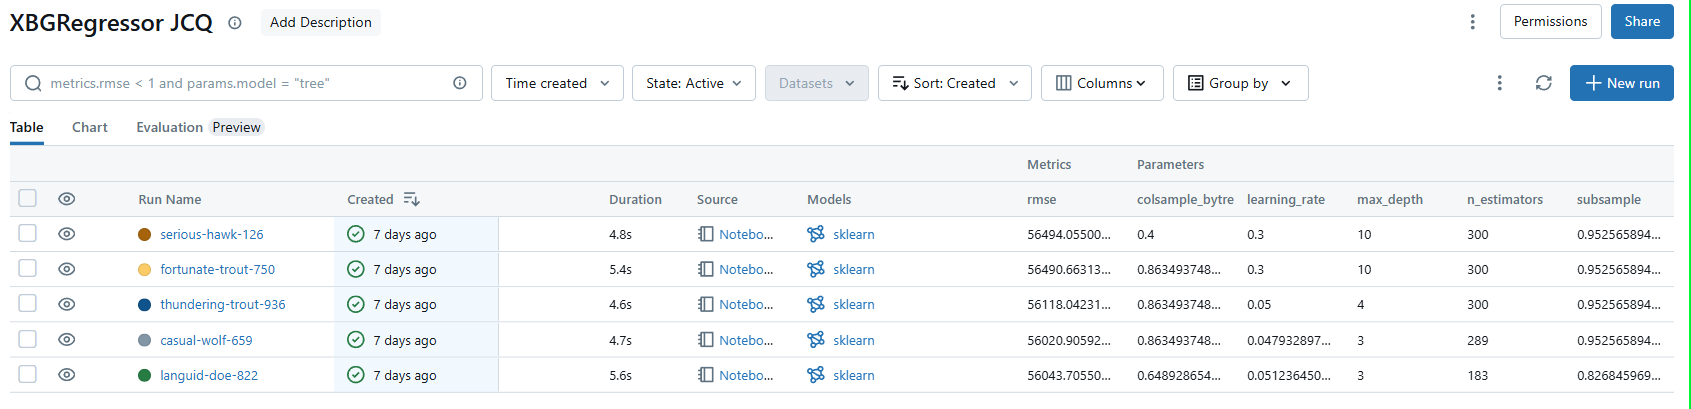 XBGRegressor JCQ Add Description Permissions Share
metrics.rmse < 1 and params.model = "tree" Time created State: Active Datasets Sort: Created Columns Group by New run
Table Chart Evaluation Preview
Metrics Parameters
Run Name Created Duration Source Models rmse colsample_bytre learning_rate max_depth n_estimators subsample
serious-hawk-126 7 days ago 4.8s Notebo... sklearn 56494.05500... 0.4 0.3 10 300 0.952565894...
fortunate-trout-750 7 days ago 5.4s Notebo... sklearn 56490.66313... 0.863493748... 0.3 10 300 0.952565894...
thundering-trout-936 7 days ago 4.6s Notebo... sklearn 56118.04231... 0.863493748... 0.05 4 300 0.952565894...
casual-wolf-659 7 days ago 4.7s Notebo... sklearn 56020.90592... 0.863493748... 0.047932897... 3 289 0.952565894...
languid-doe-822 7 days ago 5.6s Notebo... sklearn 56043.70550... 0.648928654... 0.051236450... 3 183 0.826845969...